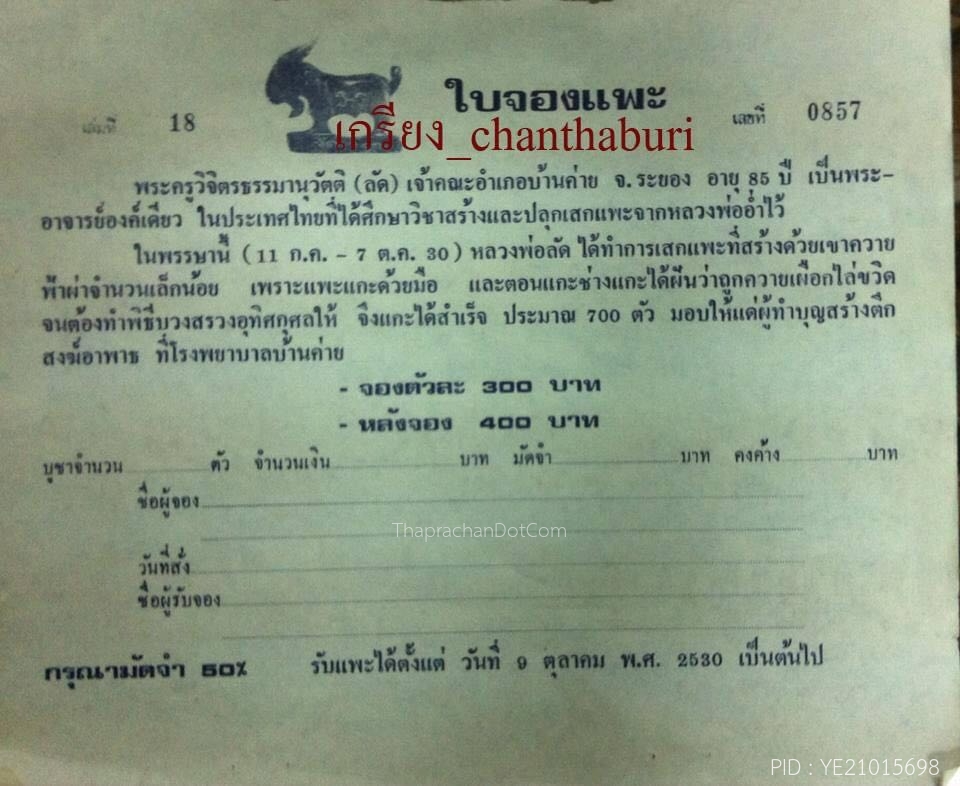 ใบจองแพะ
เล่มที่ 18
เลขที่ 0857
เกรียง_chanthaburi
พระครูวิจิตรธรรมานุวัตติ (ลัด) เจ้าคณะอำเภอบ้านค่าย จ.ระยอง อายุ 85 ปี เป็นพระ-
อาจารย์องค์เดียว ในประเทศไทยที่ได้ศึกษาวิชาสร้างและปลุกเสกแพะจากหลวงพ่ออ่ำไว้
ในพรรษานี้ (11 ก.ค. - 7 ต.ค. 30) หลวงพ่อลัด ได้ทำการเสกแพะที่สร้างด้วยเขาควาย
ฟ้าผ่าจำนวนเล็กน้อย เพราะแพะแกะด้วยมือ และตอนแกะช่างแกะได้ฝันว่าถูกควายเผือกไล่ขวิด
จนต้องทำพิธีบวงสรวงอุทิศกุศลให้ จึงแกะได้สำเร็จ ประมาณ 700 ตัว มอบให้แด่ผู้ทำบุญสร้างตึก
สงฆ์อาพาธ ที่โรงพยาบาลบ้านค่าย
- จองตัวละ 300 บาท
- หลังจอง 400 บาท
บูชาจำนวน ตัว จำนวนเงิน บาท มัดจำ บาท คงค้าง บาท
ชื่อผู้จอง
ThaprachanDotCom
วันที่สั่ง
ชื่อผู้รับจอง
กรุณามัดจำ 50% รับแพะได้ตั้งแต่ วันที่ 9 ตุลาคม พ.ศ. 2530 เป็นต้นไป
PID : YE21015698